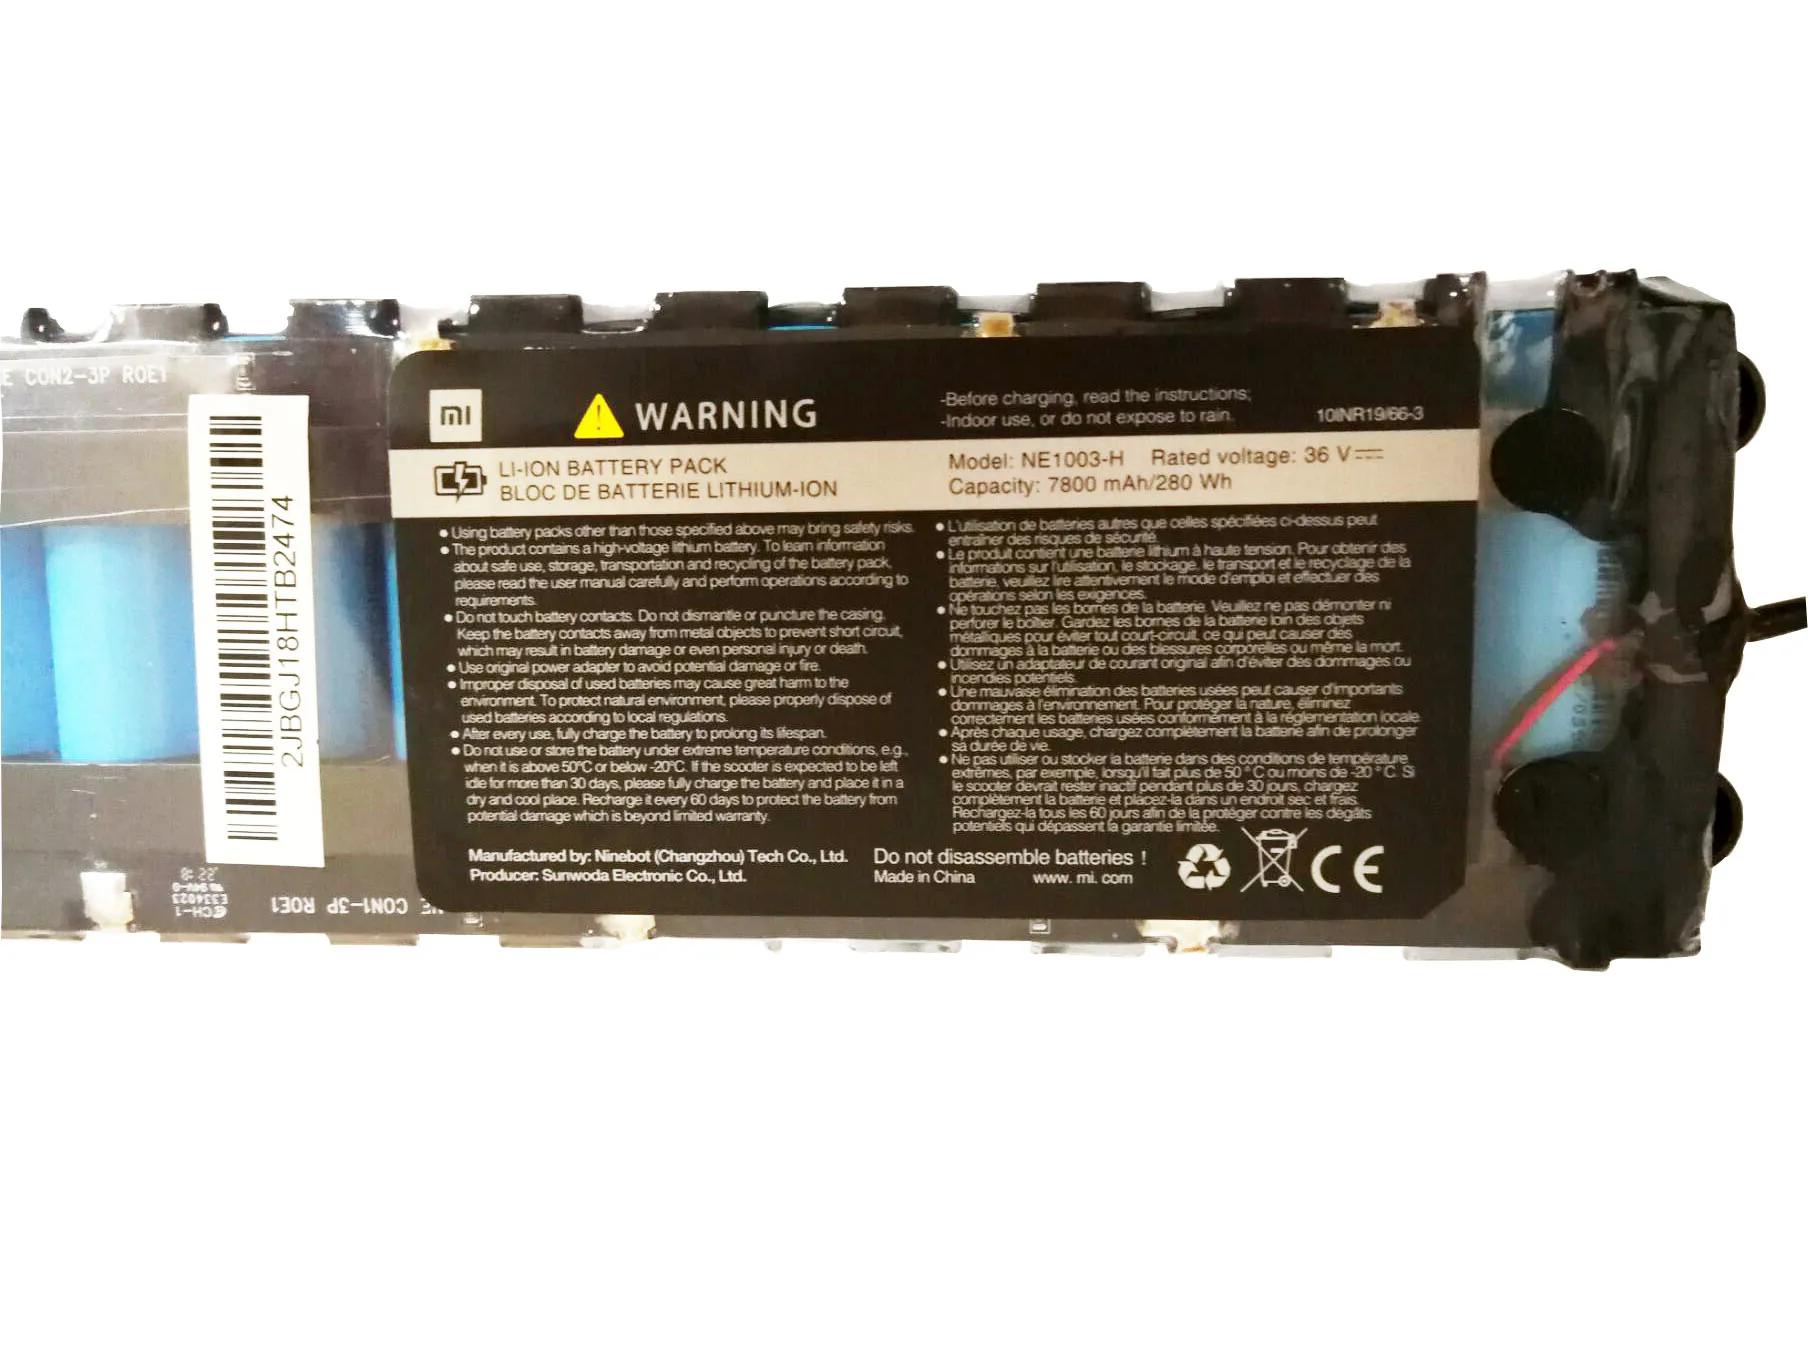 E CON2-3P ROE1
2JBGJ18HTB2474
mi
WARNING
-Before charging, read the instructions;
-Indoor use, or do not expose to rain.
10INR19/66-3
LI-ION BATTERY PACK
BLOC DE BATTERIE LITHIUM-ION
Model: NE1003-H Rated voltage: 36 V
Capacity: 7800 mAh/280 Wh
● Using battery packs other than those specified above may bring safety risks.
● The product contains a high-voltage lithium battery. To learn information
about safe use, storage, transportation and recycling of the battery pack,
please read the user manual carefully and perform operations according to
requirements.
● Do not touch battery contacts. Do not dismantle or puncture the casing.
Keep the battery contacts away from metal objects to prevent short circuit,
which may result in battery damage or even personal injury or death.
● Use original power adapter to avoid potential damage or fire.
● Improper disposal of used batteries may cause great harm to the
environment. To protect natural environment, please properly dispose of
used batteries according to local regulations.
● After every use, fully charge the battery to prolong its lifespan.
● Do not use or store the battery under extreme temperature conditions, e.g.,
when it is above 50°C or below -20°C. If the scooter is expected to be left
idle for more than 30 days, please fully charge the battery and place it in a
dry and cool place. Recharge it every 60 days to protect the battery from
potential damage which is beyond limited warranty.
● L'utilisation de batteries autres que celles spécifiées ci-dessus peut
entraîner des risques de sécurité.
● Le produit contient une batterie lithium à haute tension. Pour obtenir des
informations sur l'utilisation, le stockage, le transport et le recyclage de la
batterie, veuillez lire attentivement le mode d'emploi et effectuer des
opérations selon les exigences.
● Ne touchez pas les bornes de la batterie. Veuillez ne pas démonter ni
perforer le boîtier. Gardez les bornes de la batterie loin des objets
métalliques pour éviter tout court-circuit, ce qui peut causer des
dommages à la batterie ou des blessures corporelles ou même la mort.
● Utilisez un adaptateur de courant original afin d'éviter des dommages ou
incendies potentiels.
● Une mauvaise élimination des batteries usées peut causer d'importants
dommages à l'environnement. Pour protéger la nature, éliminez
correctement les batteries usées conformément à la réglementation locale.
● Après chaque usage, chargez complètement la batterie afin de prolonger
sa durée de vie.
● Ne pas utiliser ou stocker la batterie dans des conditions de température
extrêmes, par exemple, lorsqu'il fait plus de 50 ° C ou moins de -20 ° C. Si
le scooter devrait rester inactif pendant plus de 30 jours, chargez
complètement la batterie et placez-la dans un endroit sec et frais.
Rechargez-la tous les 60 jours afin de la protéger contre les dégâts
potentiels qui dépassent la garantie limitée.
Manufactured by: Ninebot (Changzhou) Tech Co., Ltd.
Producer: Sunwoda Electronic Co., Ltd.
Do not disassemble batteries !
Made in China www. mi. com
CE
NE CON1-3P ROE1
CH-1
E334023
94V-0